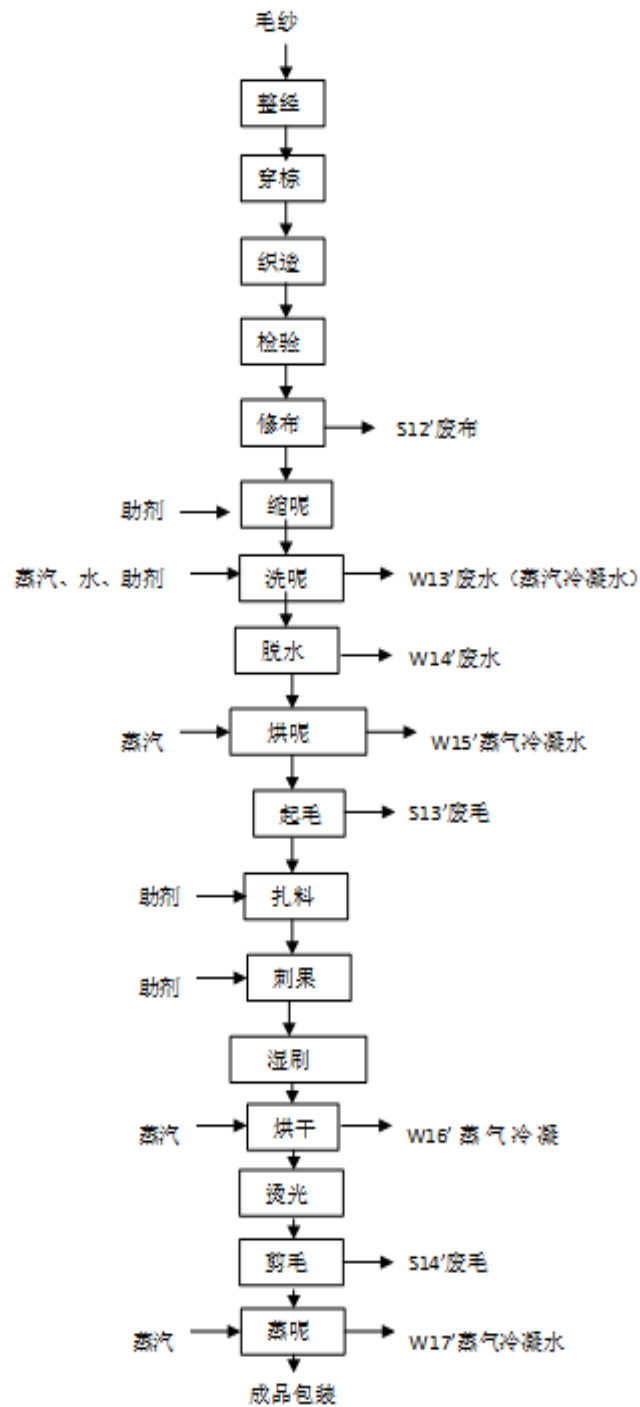 毛纱
整经
穿棕
织造
检验
修布
S12’废布
助剂
缩呢
蒸汽、水、助剂
洗呢
W13’废水（蒸汽冷凝水）
脱水
W14’废水
蒸汽
烘呢
W15’蒸气冷凝水
起毛
S13’废毛
助剂
扎料
助剂
刺果
湿刷
蒸汽
烘干
W16’蒸气冷凝
烫光
剪毛
S14’废毛
蒸汽
蒸呢
W17’蒸气冷凝水
成品包装